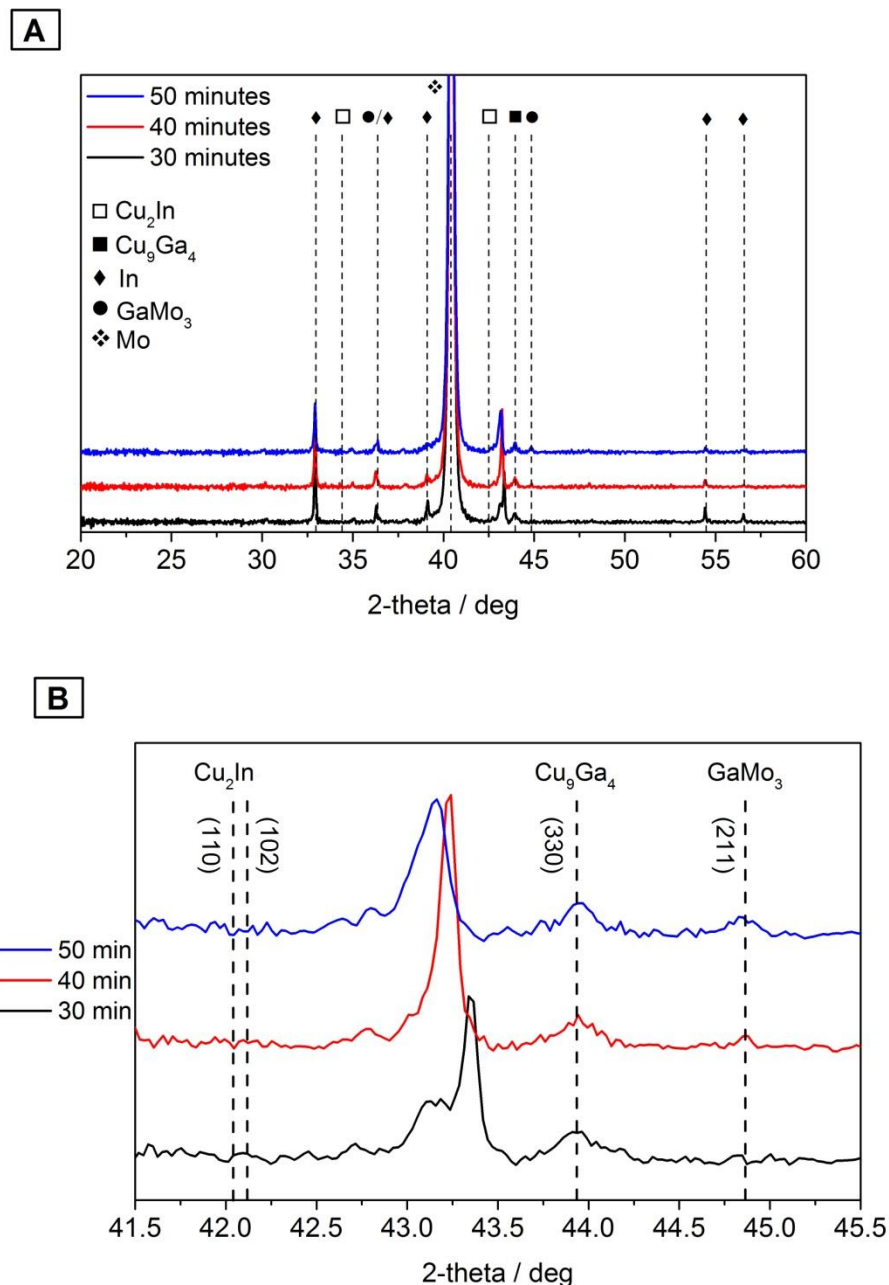 A
50 minutes
40 minutes
30 minutes
/
Cu₂In
Cu₉Ga₄
In
GaMo₃
Mo
20 25 30 35 40 45 50 55 60
2-theta / deg
B
Cu₂In Cu₉Ga₄ GaMo₃
(110) (102) (330) (211)
50 min
40 min
30 min
41.5 42.0 42.5 43.0 43.5 44.0 44.5 45.0 45.5
2-theta / deg